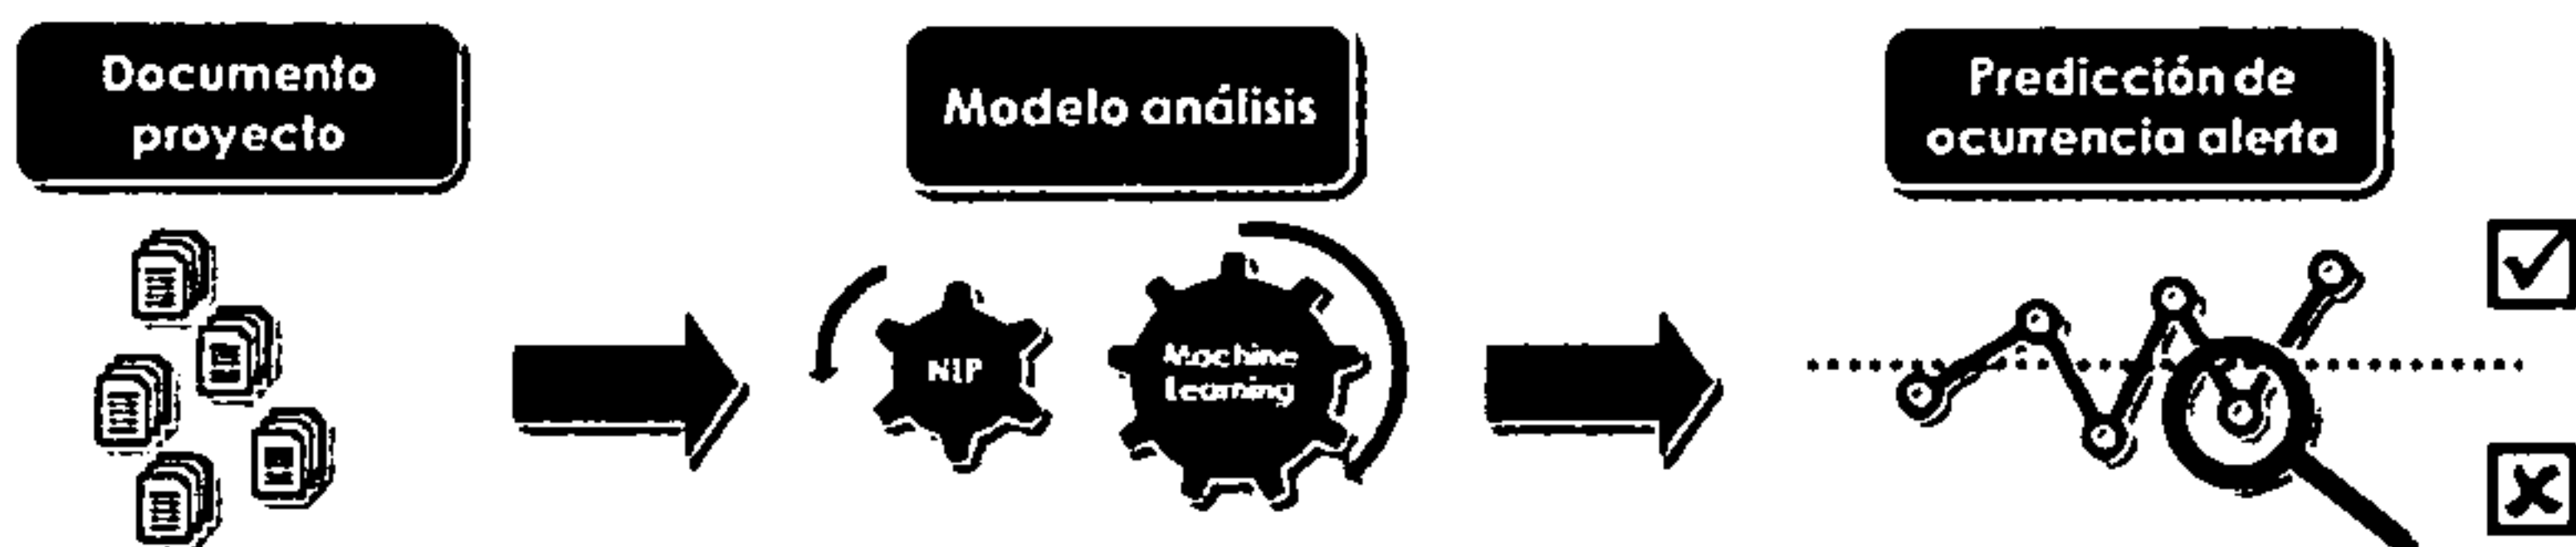 Documento
proyecto
Modelo análisis
Predicción de
ocurrencia alerta
NLP
Machine
Learning